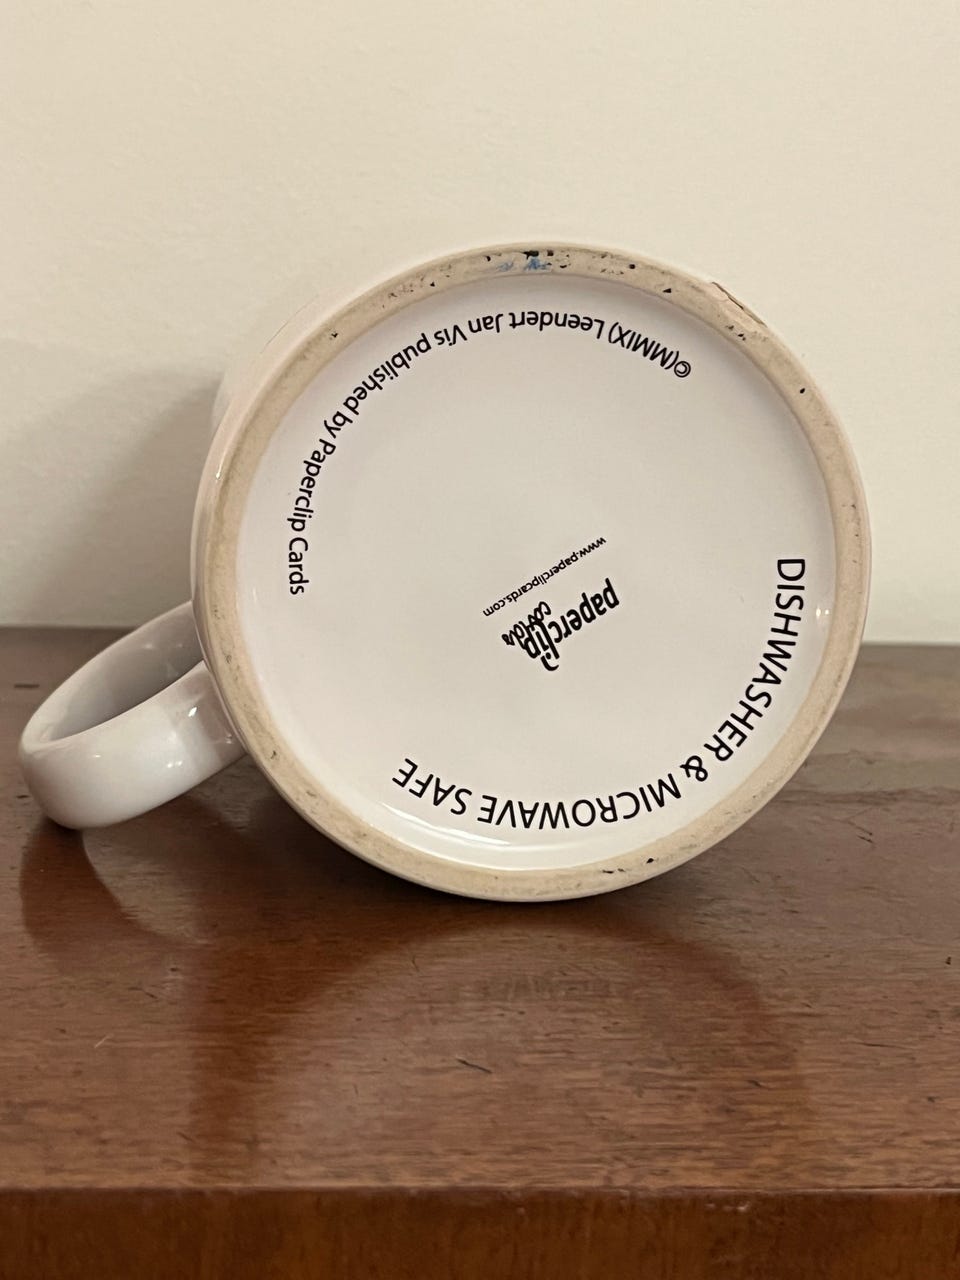 DISHWASHER & MICROWAVE SAFE
paperclip
cards
www.paperclipcards.com
©(MMIX) Leendert Jan Vis published by Paperclip Cards